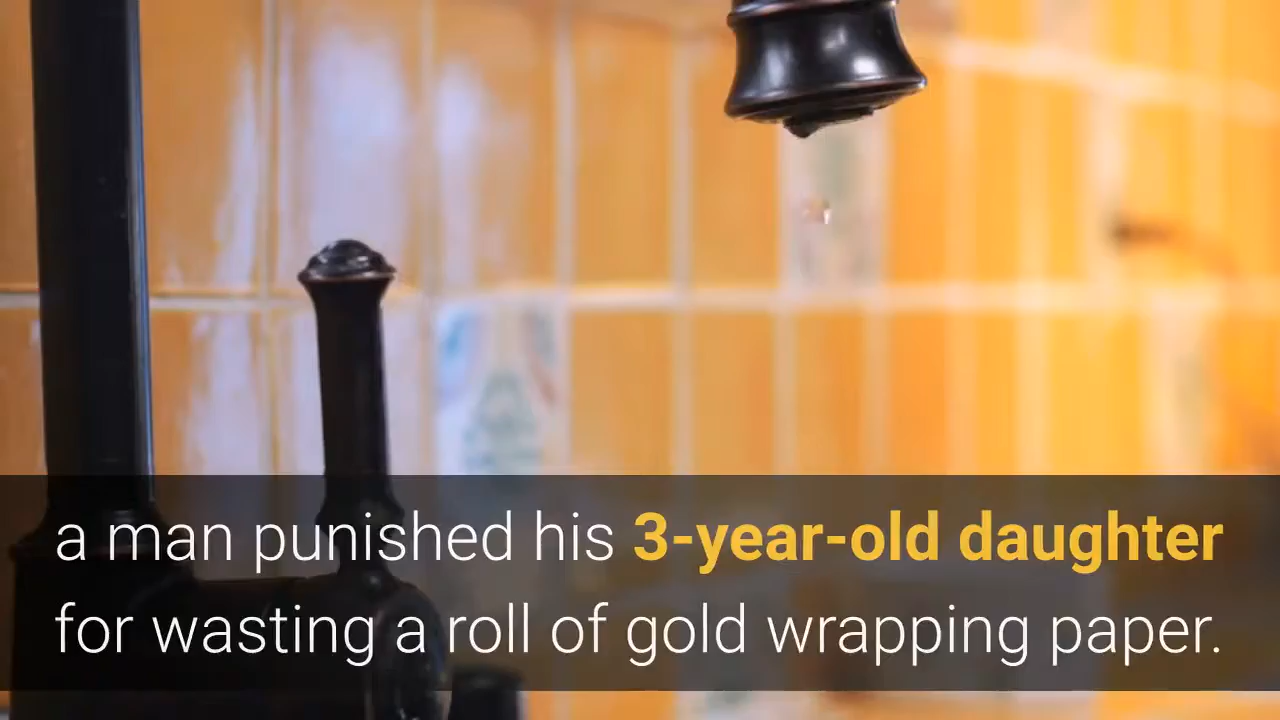 a man punished his 3-year-old daughter
for wasting a roll of gold wrapping paper.